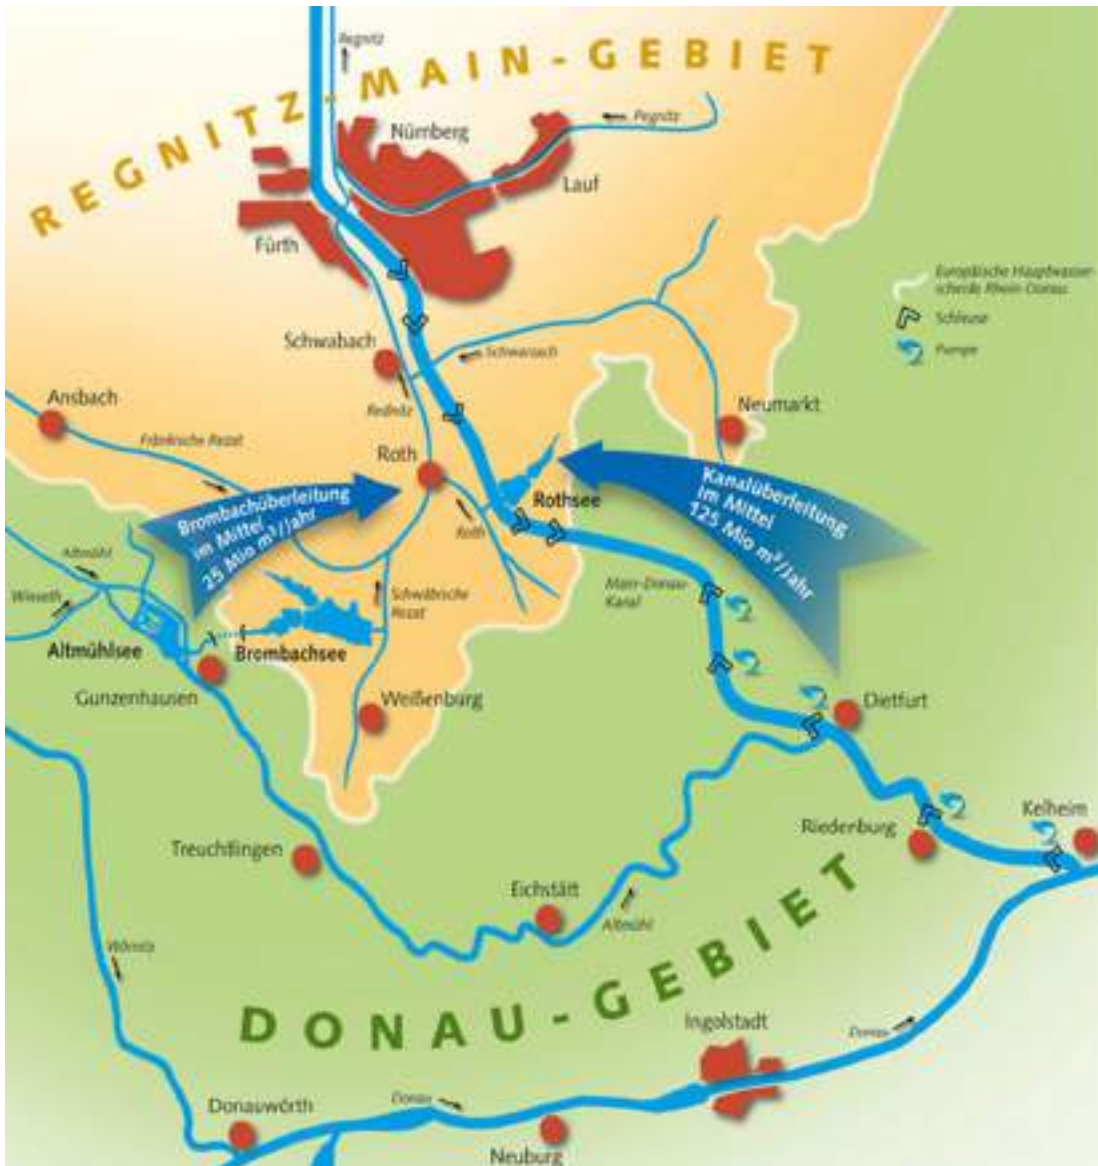 Regnitz
REGNITZ-MAIN-GEBIET
Pegnitz
Nürnberg
Lauf
Fürth
Europäische Hauptwasser-
scheide Rhein-Donau
Schleuse
Pumpe
Schwabach
Schwarzach
Ansbach
Rednitz
Neumarkt
Fränkische Rezat
Roth
Brombachüberleitung
im Mittel
25 Mio m³/Jahr
Rothsee
Kanalüberleitung
im Mittel
125 Mio m³/Jahr
Roth
Altmühl
Wieseth
Main-Donau-
Kanal
Schwäbische
Rezat
Altmühlsee
Brombachsee
Gunzenhausen
Weißenburg
Dietfurt
Kelheim
Riedenburg
Treuchtlingen
Eichstätt
Altmühl
Wörnitz
DONAU-GEBIET
Ingolstadt
Donau
Donauwörth
Donau
Neuburg